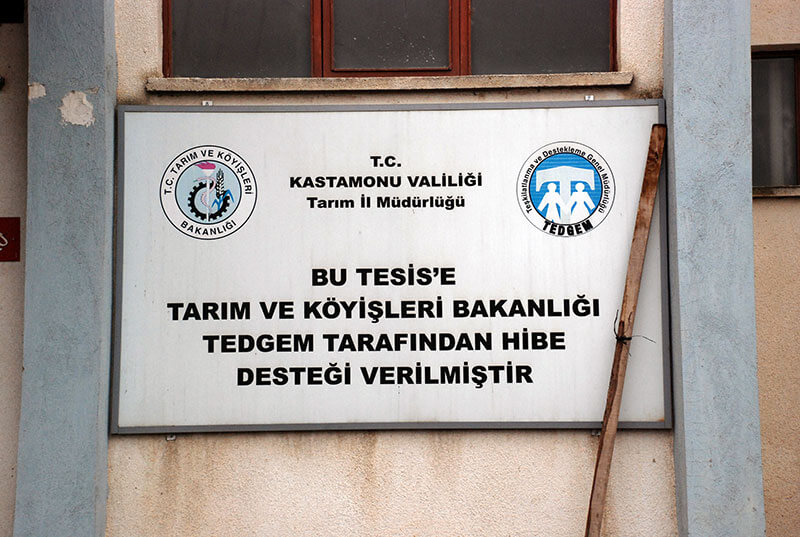 T.C.
KASTAMONU VALİLİĞİ
Tarım İl Müdürlüğü
T.C. TARIM VE KÖYİŞLERİ
BAKANLIĞI
Teşkilatlanma ve Destekleme Genel Müdürlüğü
TEDGEM
BU TESİS'E
TARIM VE KÖYİŞLERİ BAKANLIĞI
TEDGEM TARAFINDAN HİBE
DESTEĞİ VERİLMİŞTİR